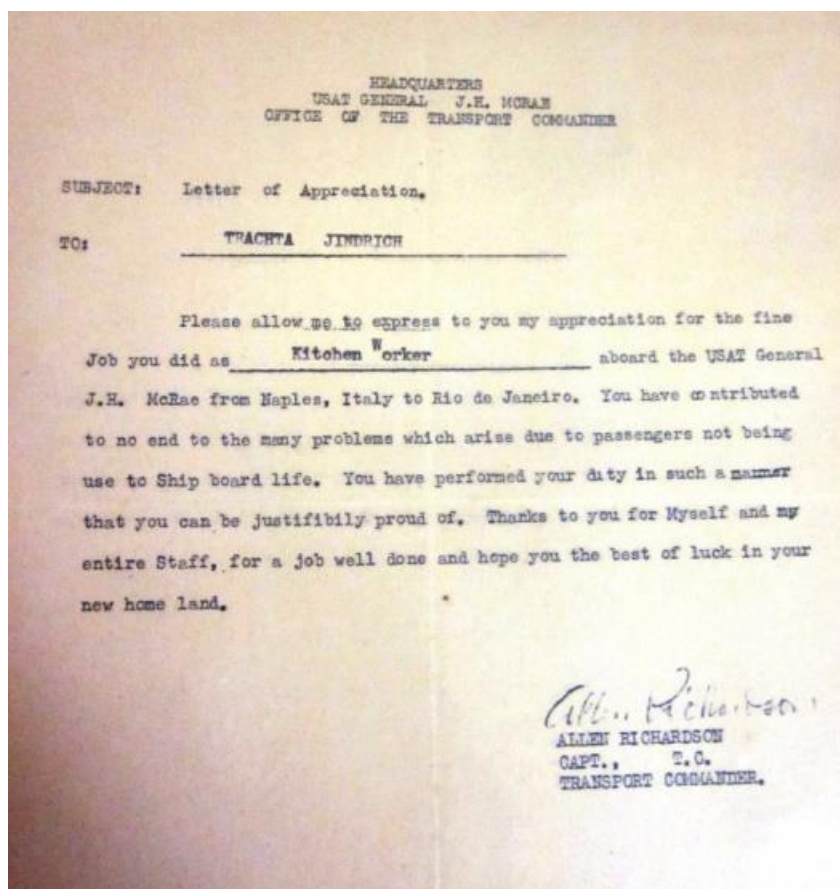 HEADQUARTERS
USAT GENERAL J.H. MCRAE
OFFICE OF THE TRANSPORT COMMANDER
SUBJECT: Letter of Appreciation.
TO: TRACHTA JINDRICH
Please allow me to express to you my appreciation for the fine
Job you did as Kitchen Worker aboard the USAT General
J.H. McRae from Naples, Italy to Rio de Janeiro. You have contributed
to no end to the many problems which arise due to passengers not being
use to Ship board life. You have performed your duty in such a manner
that you can be justifibily proud of. Thanks to you for Myself and my
entire Staff, for a job well done and hope you the best of luck in your
new home land.
Allen Richardson
ALLEN RICHARDSON
CAPT., T.C.
TRANSPORT COMMANDER.